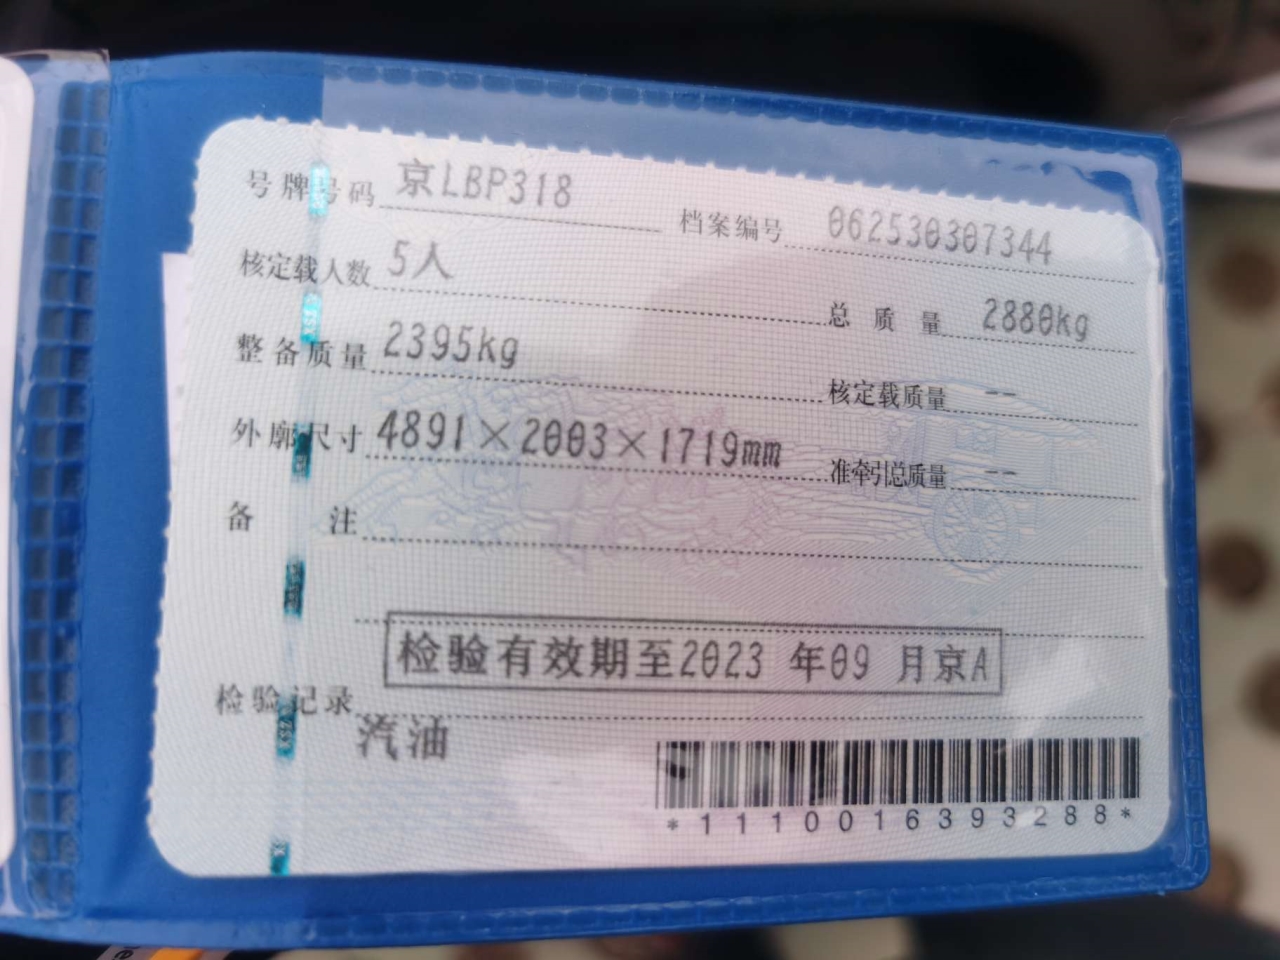 号牌号码 京LBP318 档案编号 062530307344
核定载人数 5人 总质量 2880kg
整备质量 2395kg 核定载质量 --
外廓尺寸 4891×2003×1719mm 准牵引总质量 --
备注
检验有效期至2023 年09 月京A
检验记录
汽油
*1110016393288*